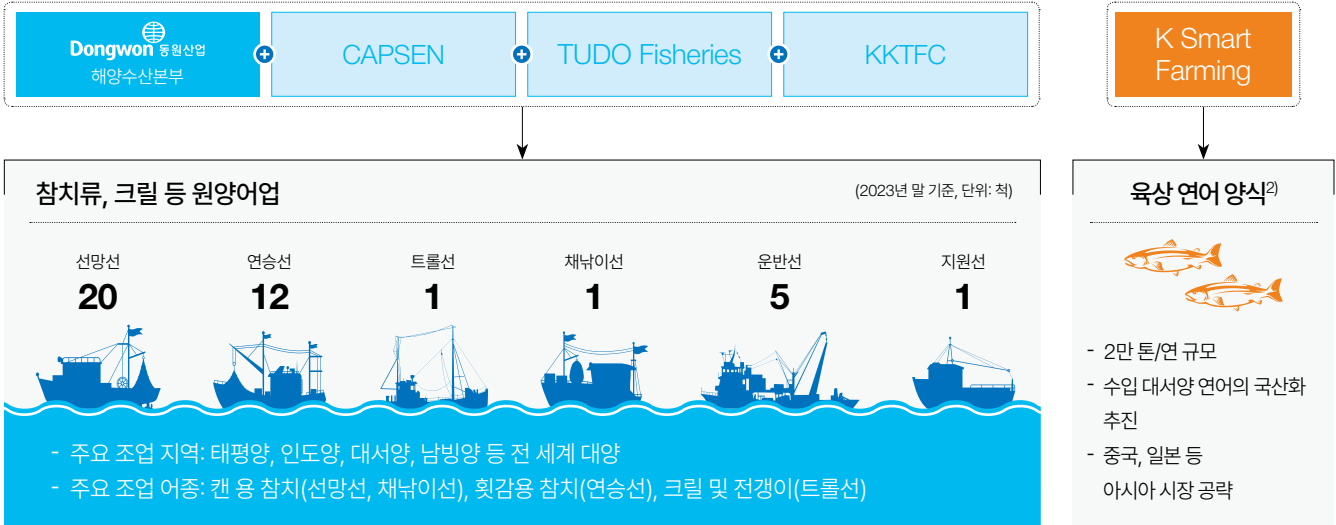 Dongwon 동원산업
해양수산본부
CAPSEN
TUDO Fisheries
KKTFC
K Smart
Farming
참치류, 크릴 등 원양어업
(2023년 말 기준, 단위: 척)
선망선
20
연승선
12
트롤선
1
채낚이선
1
운반선
5
지원선
1
- 주요 조업 지역: 태평양, 인도양, 대서양, 남빙양 등 전 세계 대양
- 주요 조업 어종: 캔 용 참치(선망선, 채낚이선), 횟감용 참치(연승선), 크릴 및 전갱이(트롤선)
육상 연어 양식2)
- 2만 톤/연 규모
- 수입 대서양 연어의 국산화
추진
- 중국, 일본 등
아시아 시장 공략